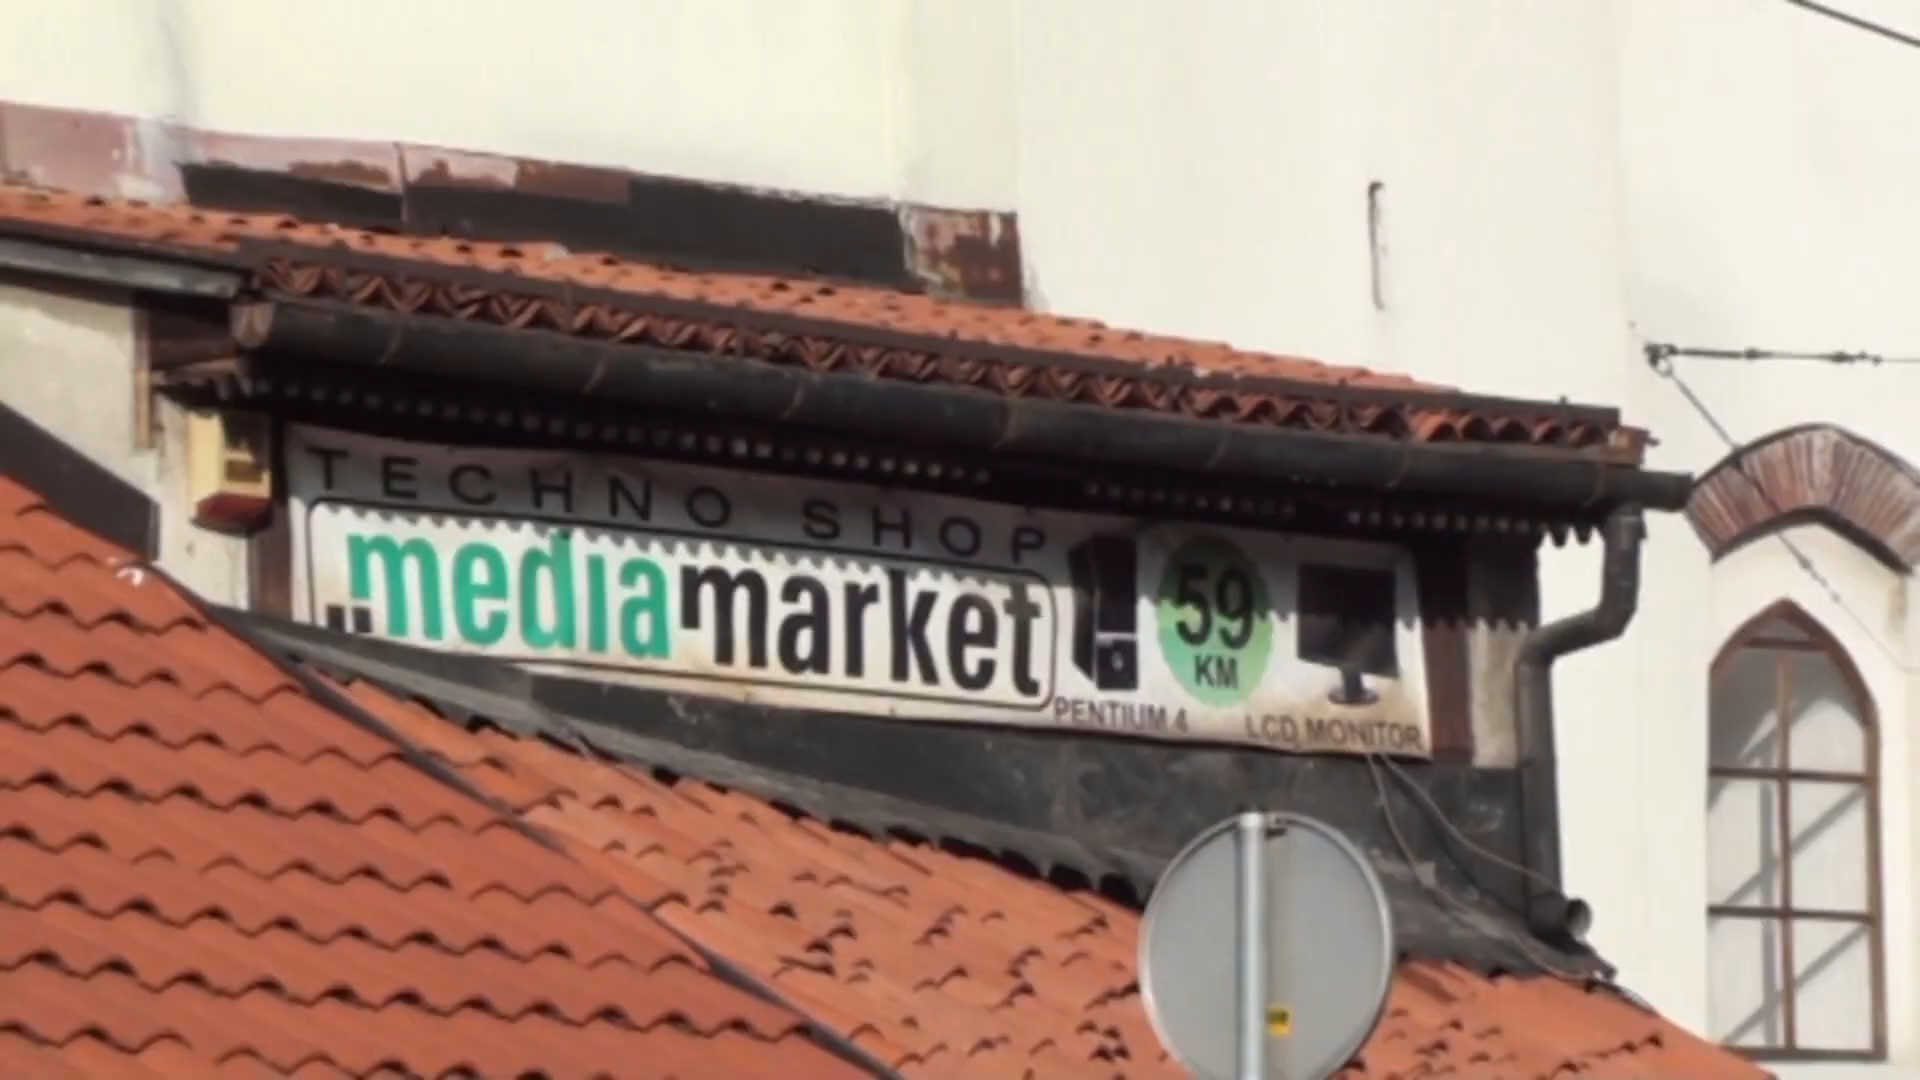 TECHNO SHOP
mediamarket
59
KM
PENTIUM 4
LCD MONITOR